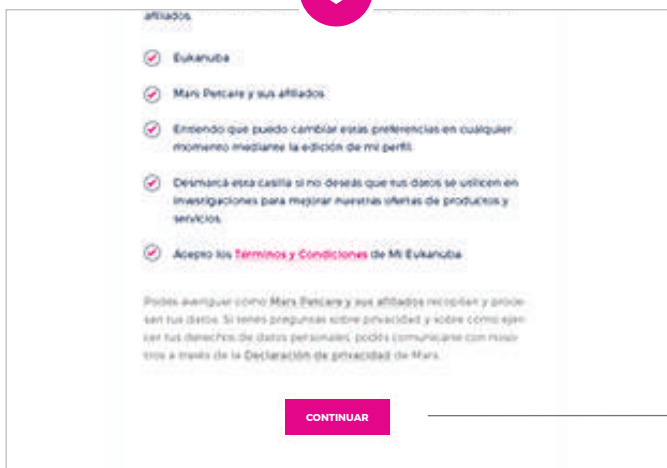 afiliados.
Eukanuba
Mars Petcare y sus afiliados
Entiendo que puedo cambiar estas preferencias en cualquier
momento mediante la edición de mi perfil.
Desmarcá esta casilla si no deseás que tus datos se utilicen en
investigaciones para mejorar nuestras ofertas de productos y
servicios.
Acepto los Términos y Condiciones de Mi Eukanuba
Podés averiguar cómo Mars Petcare y sus afiliados recopilan y proce-
san tus datos. Si tenés preguntas sobre privacidad y sobre cómo ejer-
cer tus derechos de datos personales, podés comunicarte con noso-
tros a través de la Declaración de privacidad de Mars.
CONTINUAR